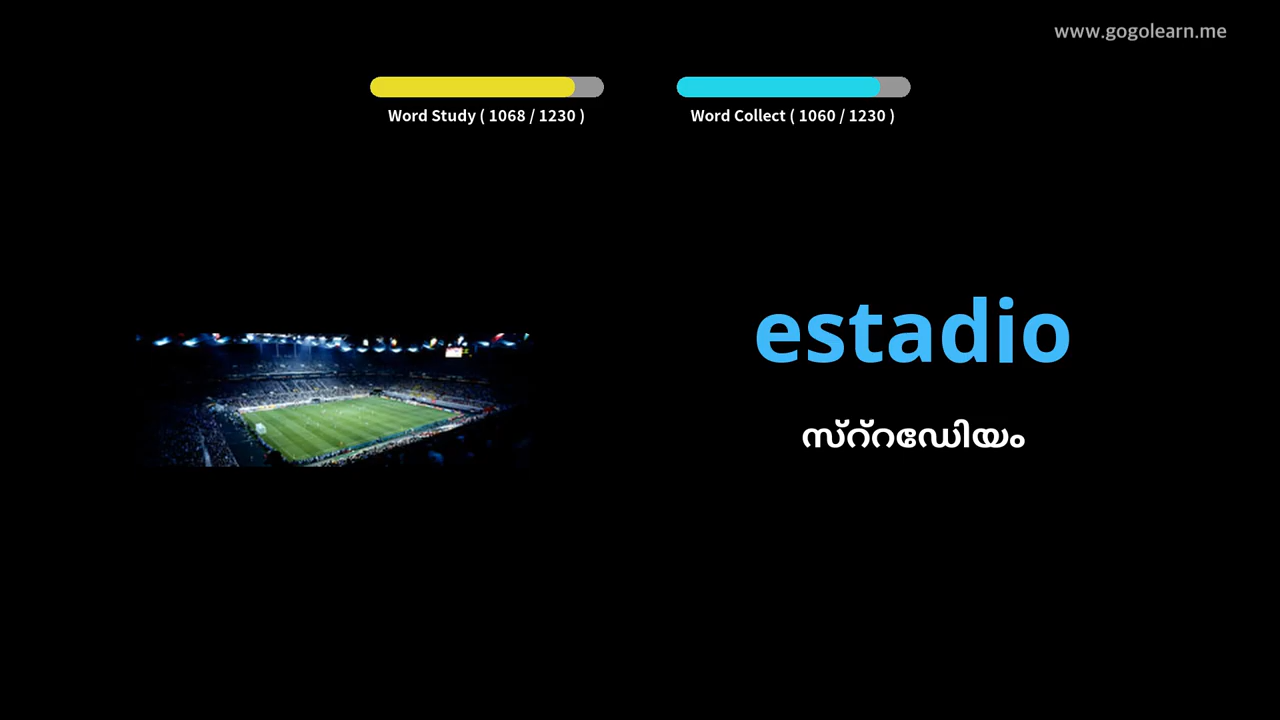 www.gogolearn.me
Word Study ( 1068 / 1230 )
Word Collect ( 1060 / 1230 )
estadio
സ്റ്റേഡിയം